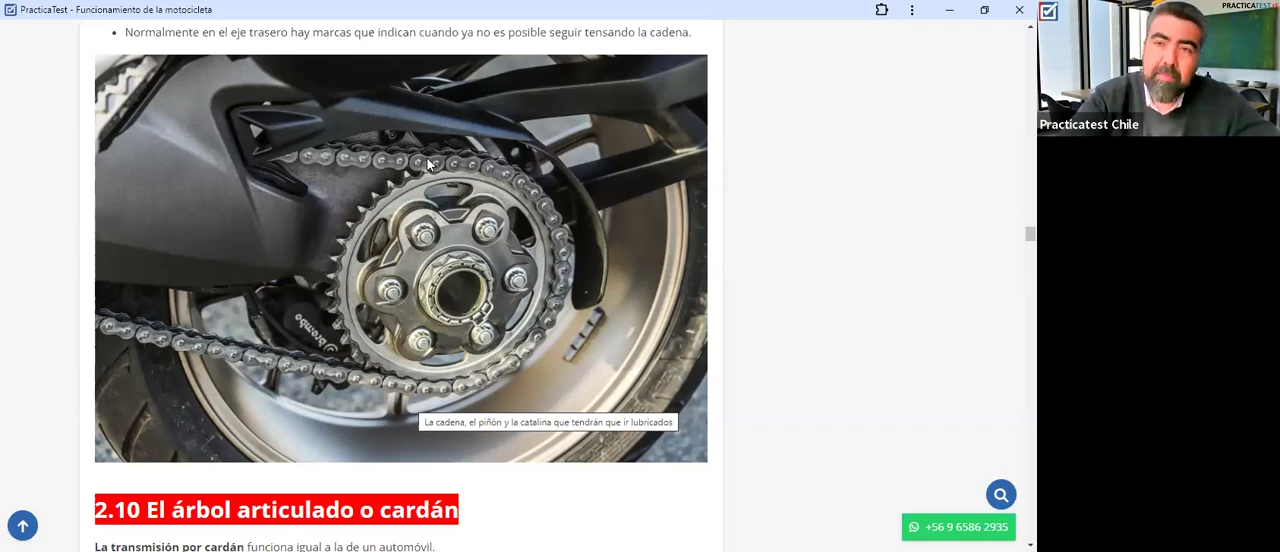 PracticaTest - Funcionamiento de la motocicleta
PRACTICATEST
Normalmente en el eje trasero hay marcas que indican cuando ya no es posible seguir tensando la cadena.
Practicatest Chile
brembo
La cadena, el piñón y la catalina que tendrán que ir lubricados
2.10 El árbol articulado o cardán
+56 9 6586 2935
La transmisión por cardán funciona igual a la de un automóvil.